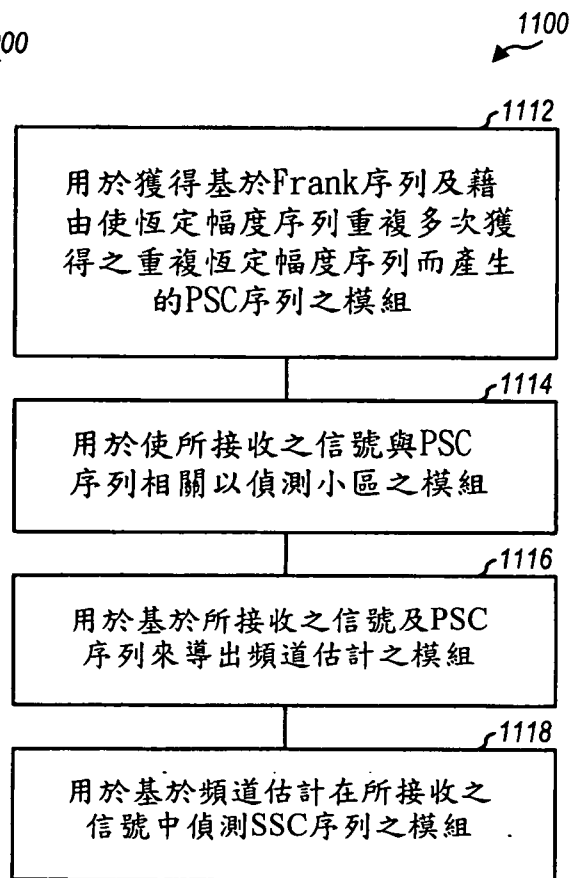 00
1100
1112
用於獲得基於Frank序列及藉
由使恆定幅度序列重複多次獲
得之重複恆定幅度序列而產生
的PSC序列之模組
1114
用於使所接收之信號與PSC
序列相關以偵測小區之模組
1116
用於基於所接收之信號及PSC
序列來導出頻道估計之模組
1118
用於基於頻道估計在所接收之
信號中偵測SSC序列之模組